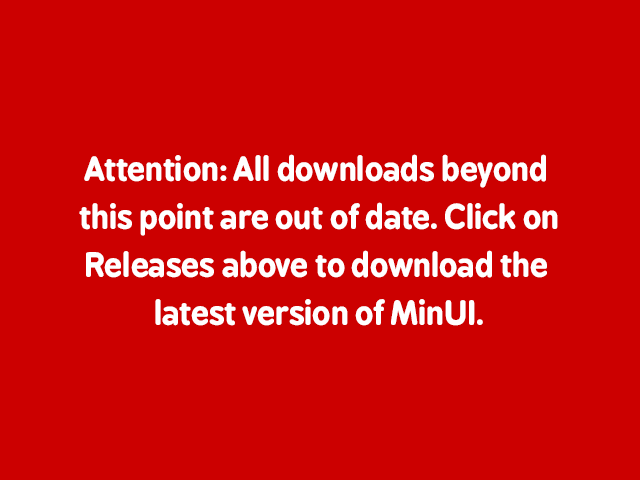 Attention: All downloads beyond
this point are out of date. Click on
Releases above to download the
latest version of MinUI.